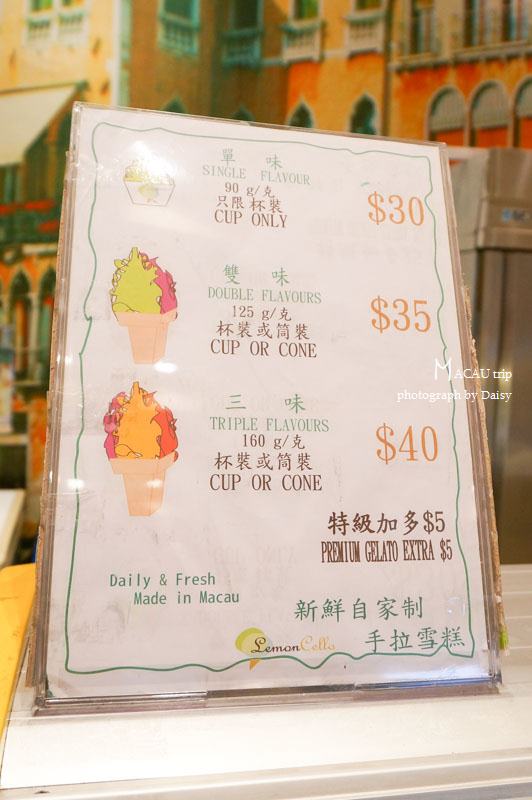 單 味
SINGLE FLAVOUR
90 g/克
只限杯裝
CUP ONLY
$30
雙 味
DOUBLE FLAVOURS
125 g/克
杯裝或筒裝
CUP OR CONE
$35
MACAU trip
photograph by Daisy
三 味
TRIPLE FLAVOURS
160 g/克
杯裝或筒裝
CUP OR CONE
$40
特級加多$5
PREMIUM GELATO EXTRA $5
Daily & Fresh
Made in Macau
新鮮自家制
手拉雪糕
LemonCello